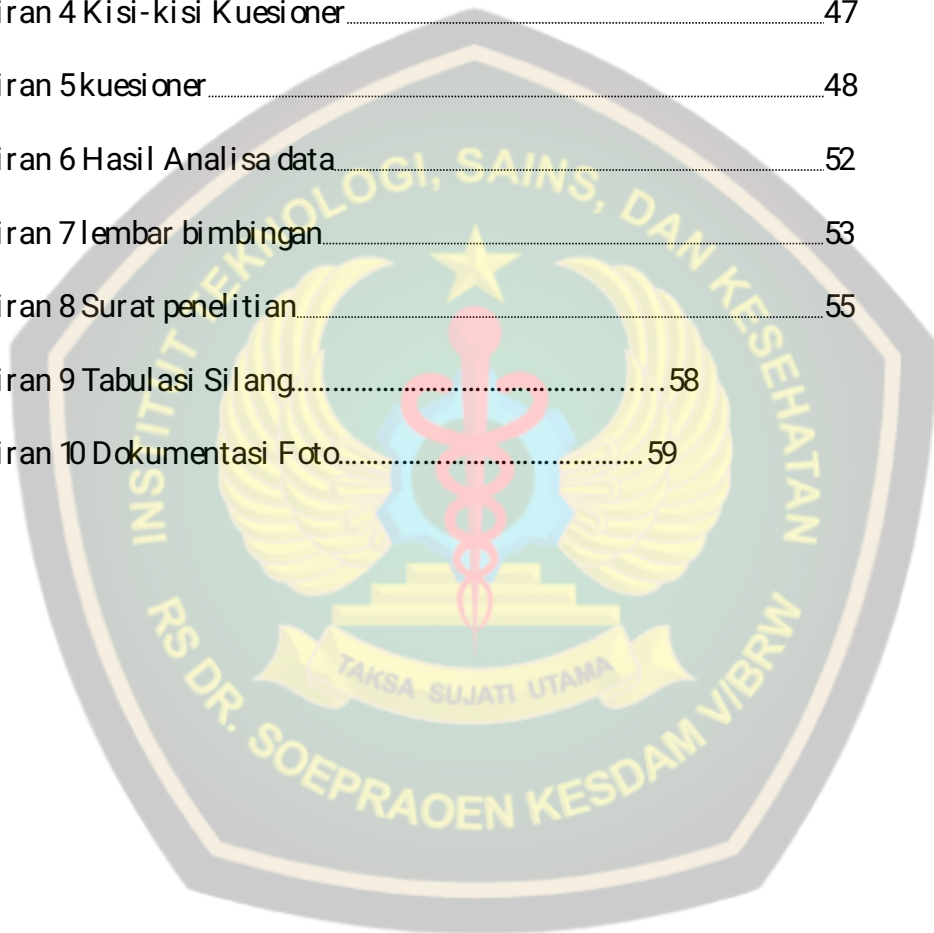 iran 4 Kisi-kisi Kuesioner 47
iran 5 kuesioner 48
iran 6 Hasil Analisa data 52
iran 7 lembar bimbingan 53
iran 8 Surat penelitian 55
iran 9 Tabulasi Silang..............................................58
iran 10 Dokumentasi Foto.......................................59
INSTITUT TEKNOLOGI, SAINS, DAN KESEHATAN
TAKSA SUJATI UTAMA
RS DR. SOEPRAOEN KESDAM V/BRW